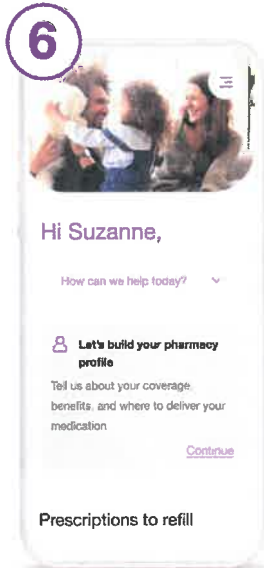 6
Hi Suzanne,
How can we help today?
Let's build your pharmacy
profile
Tell us about your coverage,
benefits, and where to deliver your
medication
Continue
Prescriptions to refill